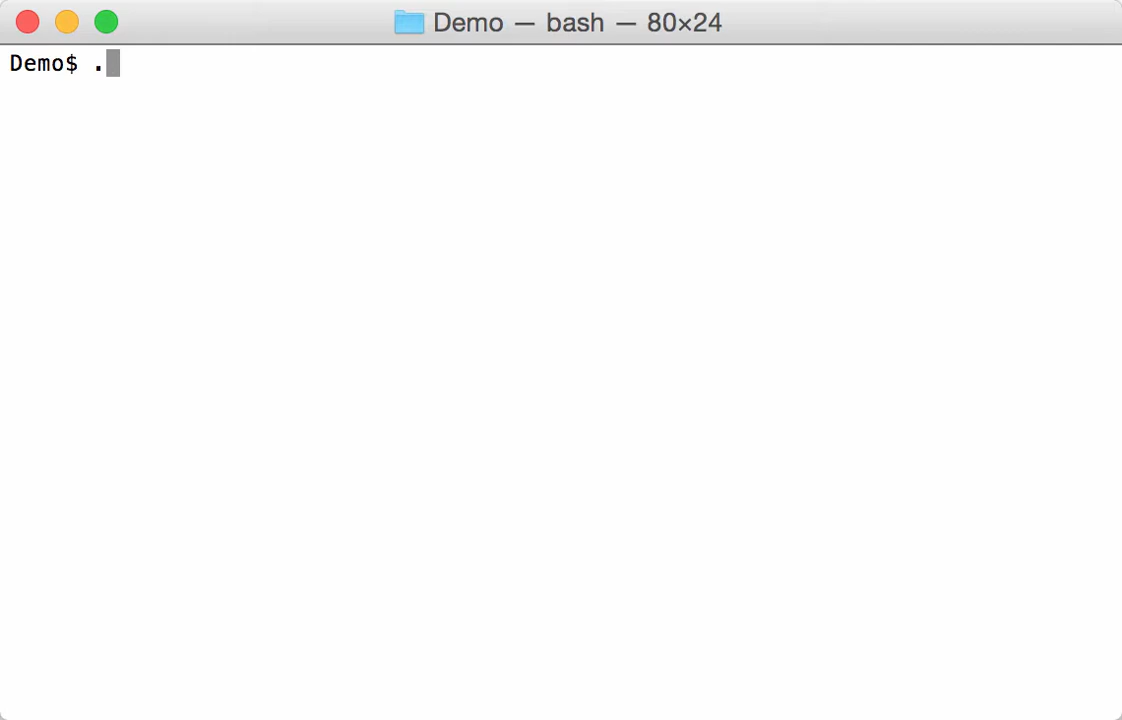 Demo — bash — 80×24
Demo$ .